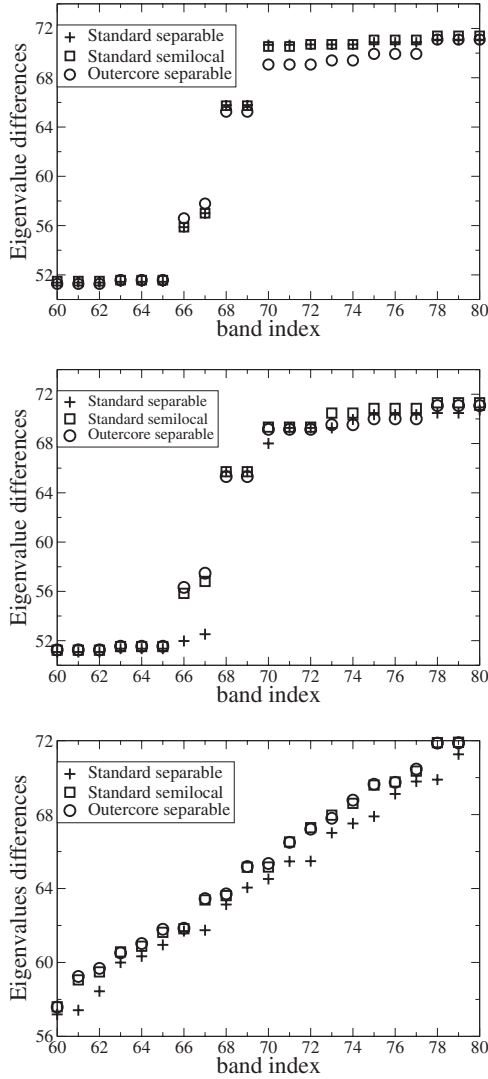 72
68
64
60
56
52
Eigenvalue differences
Standard separable
Standard semilocal
Outercore separable
60 62 64 66 68 70 72 74 76 78 80
band index
72
68
64
60
56
52
Eigenvalue differences
Standard separable
Standard semilocal
Outercore separable
60 62 64 66 68 70 72 74 76 78 80
band index
72
68
64
60
56
Eigenvalues differences
Standard separable
Standard semilocal
Outercore separable
60 62 64 66 68 70 72 74 76 78 80
band index